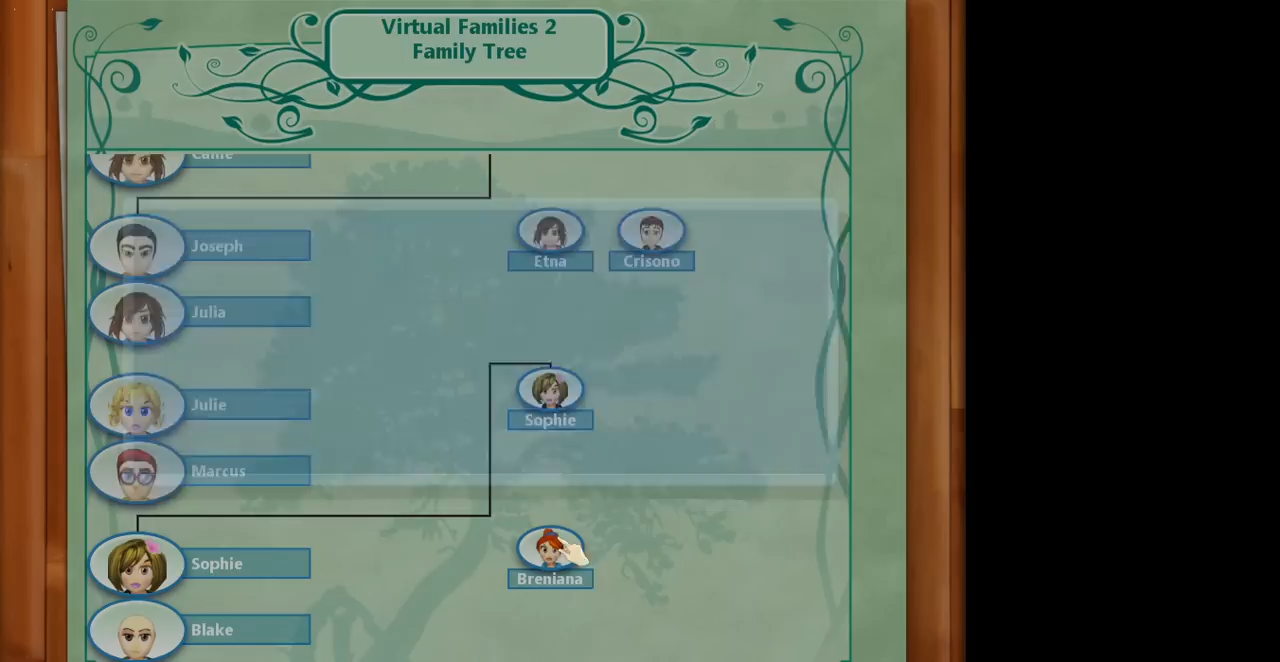 Virtual Families 2
Family Tree
Joseph
Etna
Crisono
Julia
Julie
Sophie
Marcus
Sophie
Breniana
Blake